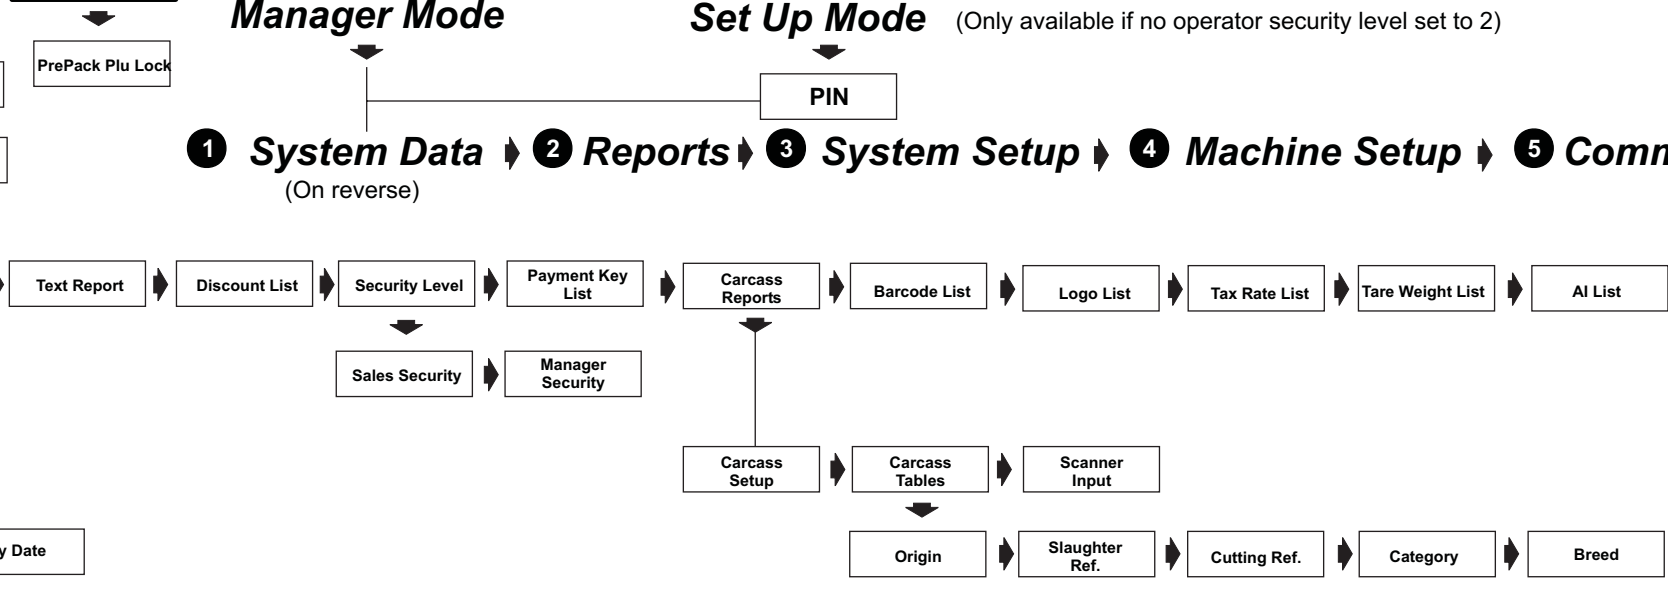 Manager Mode
Set Up Mode (Only available if no operator security level set to 2)
PrePack Plu Lock
PIN
1 System Data 2 Reports 3 System Setup 4 Machine Setup 5 Comm
(On reverse)
Text Report
Discount List
Security Level
Payment Key
List
Carcass
Reports
Barcode List
Logo List
Tax Rate List
Tare Weight List
AI List
Sales Security
Manager
Security
Carcass
Setup
Carcass
Tables
Scanner
Input
y Date
Origin
Slaughter
Ref.
Cutting Ref.
Category
Breed